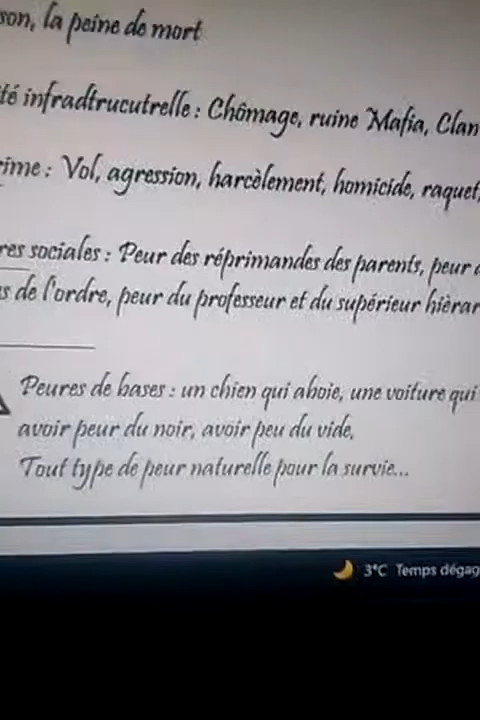 son, la peine de mort
té infradtrucutrelle : Chômage, ruine Mafia, Clan
rime : Vol, agression, harcèlement, homicide, raquet,
res sociales : Peur des réprimandes des parents, peur d
s de l'ordre, peur du professeur et du supérieur hiérar
Peures de bases : un chien qui aboie, une voiture qui
avoir peur du noir, avoir peu du vide,
Tout type de peur naturelle pour la survie...
3°C Temps dégag